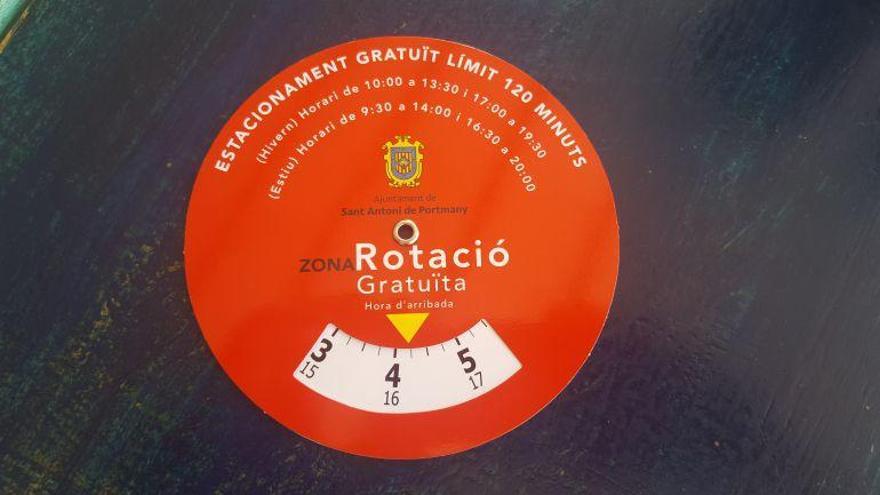 ESTACIONAMENT GRATUÏT LÍMIT 120 MINUTS
(Hivern) Horari de 10:00 a 13:30 i 17:00 a 19:30
(Estiu) Horari de 9:30 a 14:00 i 16:30 a 20:00
Ajuntament de
Sant Antoni de Portmany
ZONA Rotació
Gratuïta
Hora d'arribada
3 4 5
15 16 17